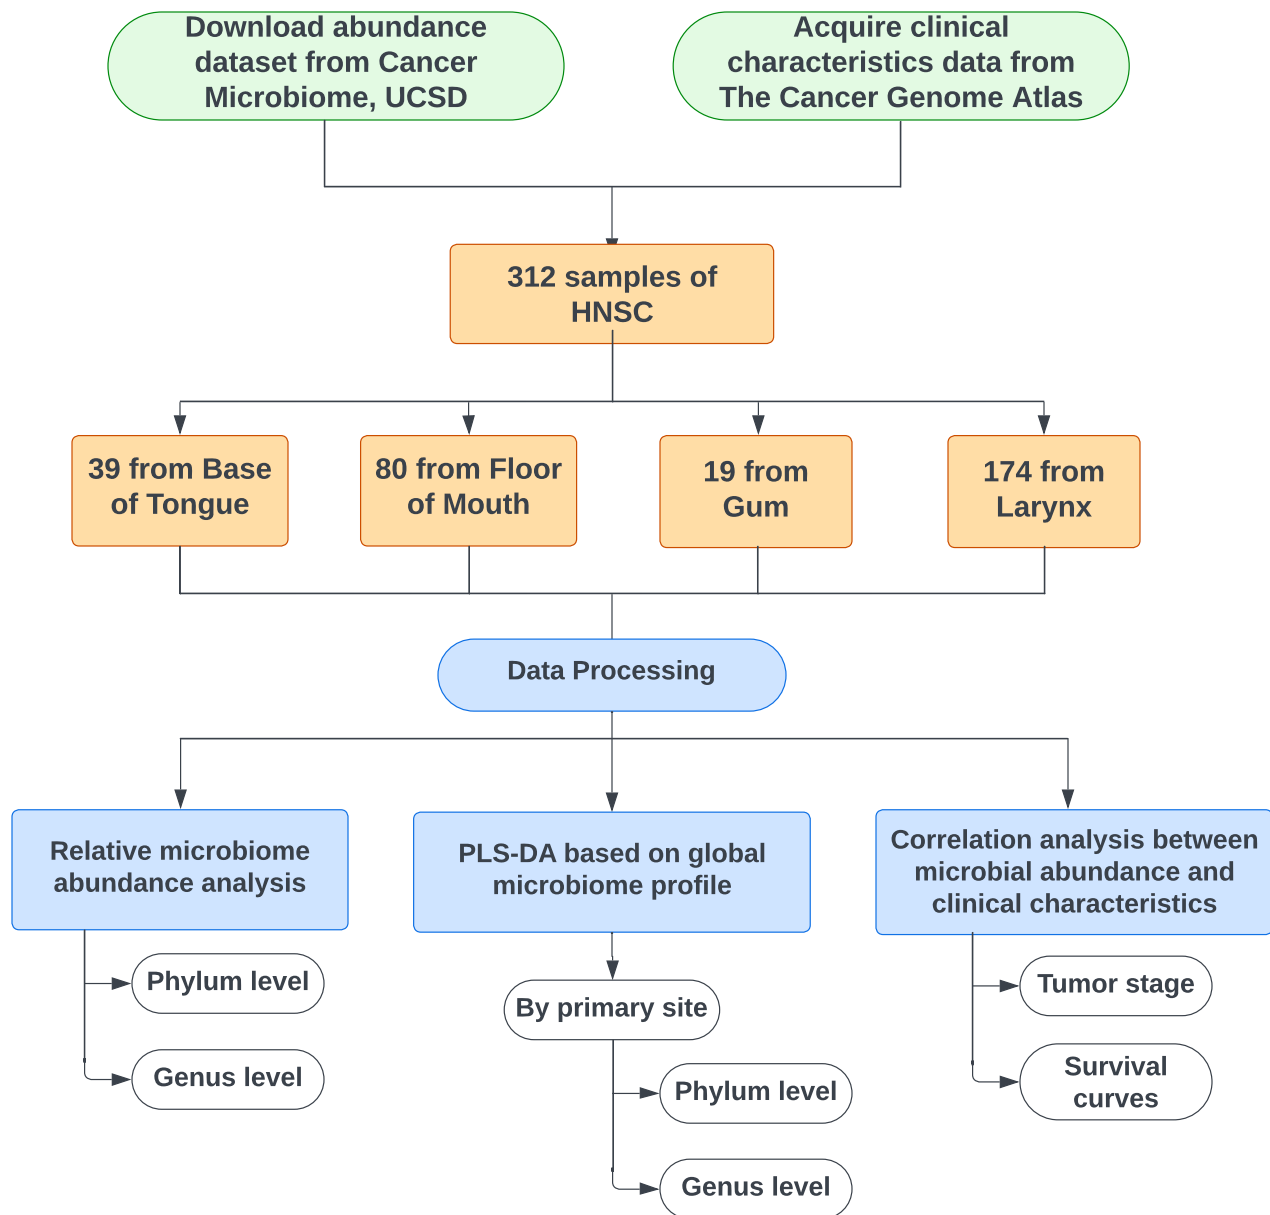 Download abundance
dataset from Cancer
Microbiome, UCSD
Acquire clinical
characteristics data from
The Cancer Genome Atlas
312 samples of
HNSC
39 from Base
of Tongue
80 from Floor
of Mouth
19 from
Gum
174 from
Larynx
Data Processing
Relative microbiome
abundance analysis
Phylum level
Genus level
PLS-DA based on global
microbiome profile
By primary site
Phylum level
Genus level
Correlation analysis between
microbial abundance and
clinical characteristics
Tumor stage
Survival
curves